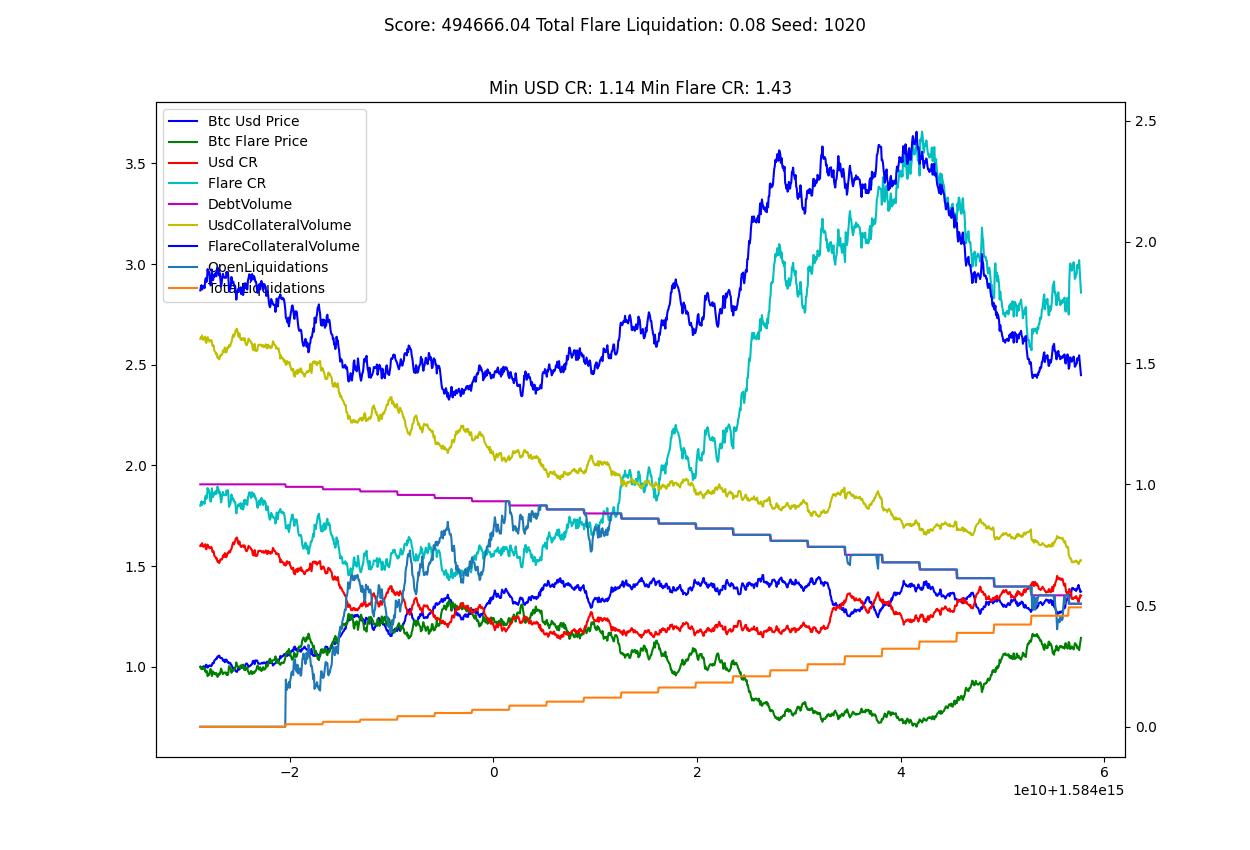 Score: 494666.04 Total Flare Liquidation: 0.08 Seed: 1020
Min USD CR: 1.14 Min Flare CR: 1.43
Btc Usd Price
Btc Flare Price
Usd CR
Flare CR
DebtVolume
UsdCollateralVolume
FlareCollateralVolume
OpenLiquidations
TotalLiquidations
3.5
3.0
2.5
2.0
1.5
1.0
2.5
2.0
1.5
1.0
0.5
0.0
−2
0
2
4
6
1e10+1.584e15